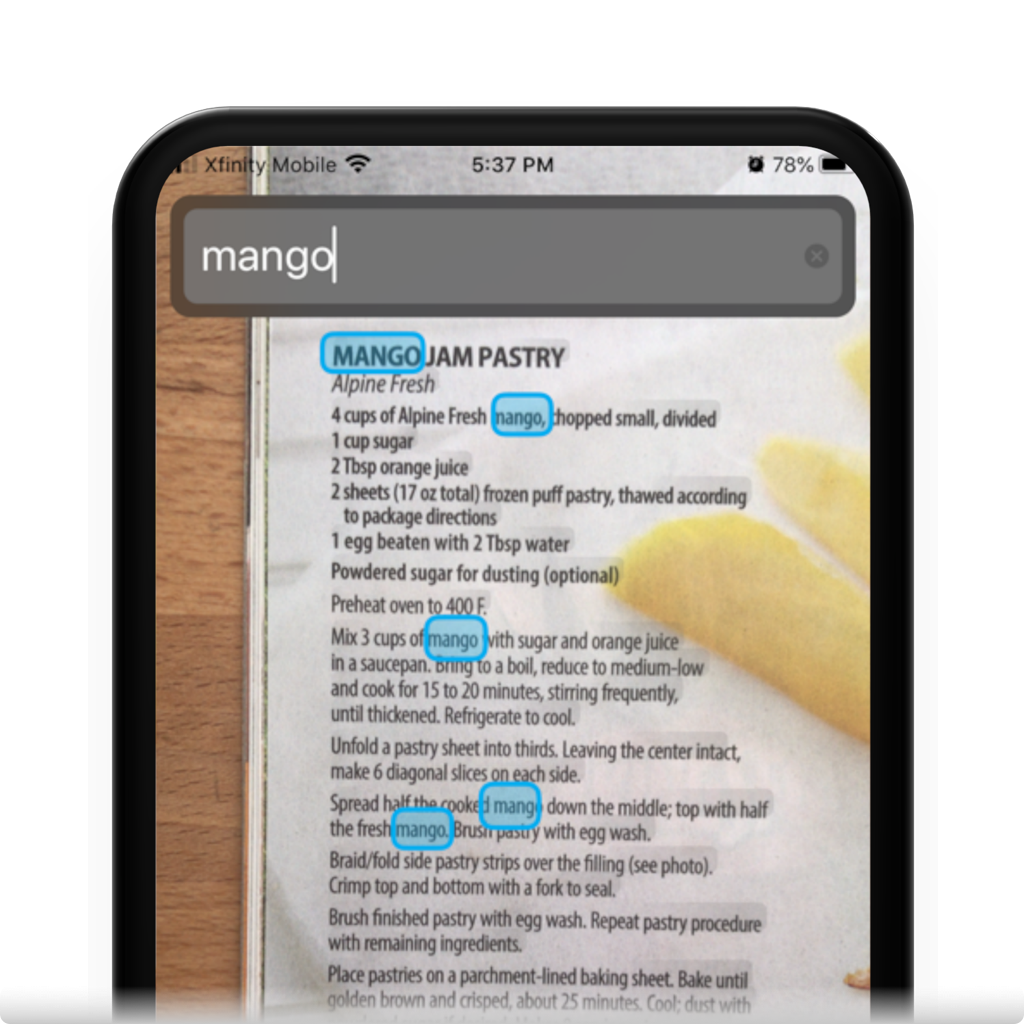 Xfinity Mobile 5:37 PM 78%
mango
MANGO JAM PASTRY
Alpine Fresh
4 cups of Alpine Fresh mango, chopped small, divided
1 cup sugar
2 Tbsp orange juice
2 sheets (17 oz total) frozen puff pastry, thawed according
to package directions
1 egg beaten with 2 Tbsp water
Powdered sugar for dusting (optional)
Preheat oven to 400 F.
Mix 3 cups of mango with sugar and orange juice
in a saucepan. Bring to a boil, reduce to medium-low
and cook for 15 to 20 minutes, stirring frequently,
until thickened. Refrigerate to cool.
Unfold a pastry sheet into thirds. Leaving the center intact,
make 6 diagonal slices on each side.
Spread half the cooked mango down the middle; top with half
the fresh mango. Brush pastry with egg wash.
Braid/fold side pastry strips over the filling (see photo).
Crimp top and bottom with a fork to seal.
Brush finished pastry with egg wash. Repeat pastry procedure
with remaining ingredients.
Place pastries on a parchment-lined baking sheet. Bake until
golden brown and crisped, about 25 minutes. Cool; dust with